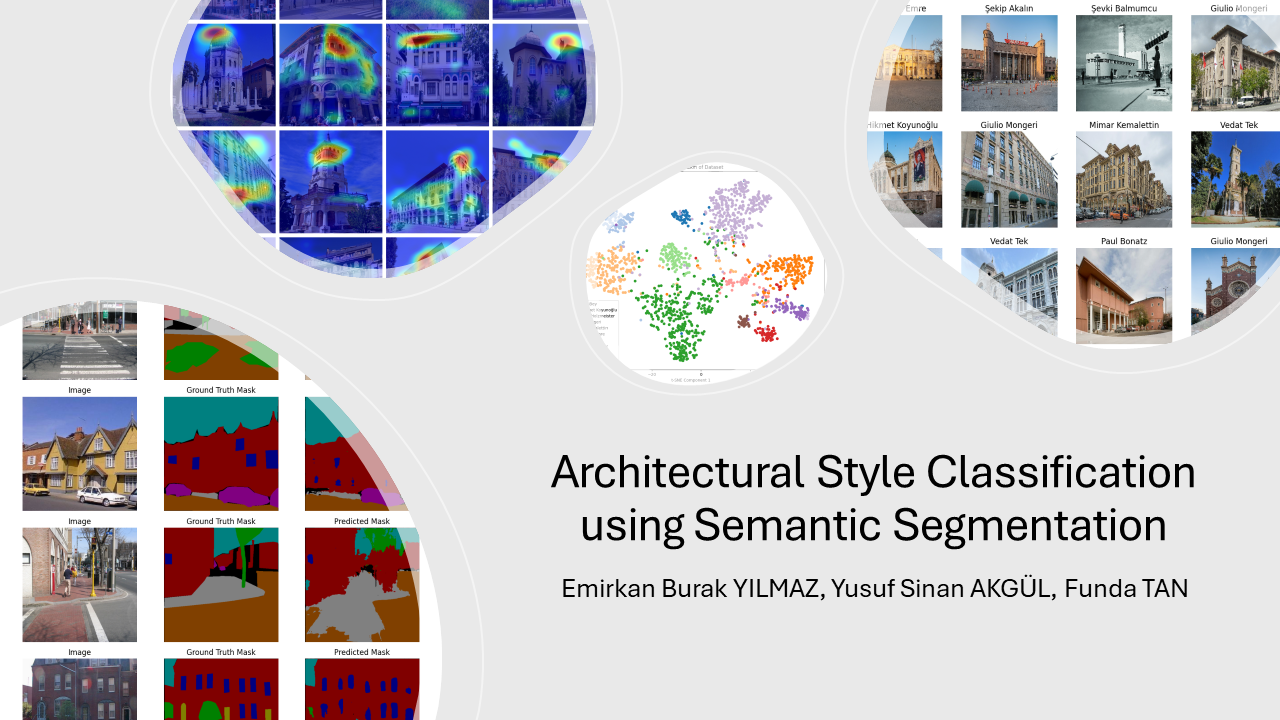 Emre
Şekip Akalın
Şevki Balmumcu
Giulio Mongeri
Hikmet Koyunoğlu
Giulio Mongeri
Mimar Kemalettin
Vedat Tek
Vedat Tek
Paul Bonatz
Giulio Mongeri
of Dataset
Image
Ground Truth Mask
Image
Ground Truth Mask
Predicted Mask
Image
Ground Truth Mask
Predicted Mask
Architectural Style Classification
using Semantic Segmentation
Emirkan Burak YILMAZ, Yusuf Sinan AKGÜL, Funda TAN